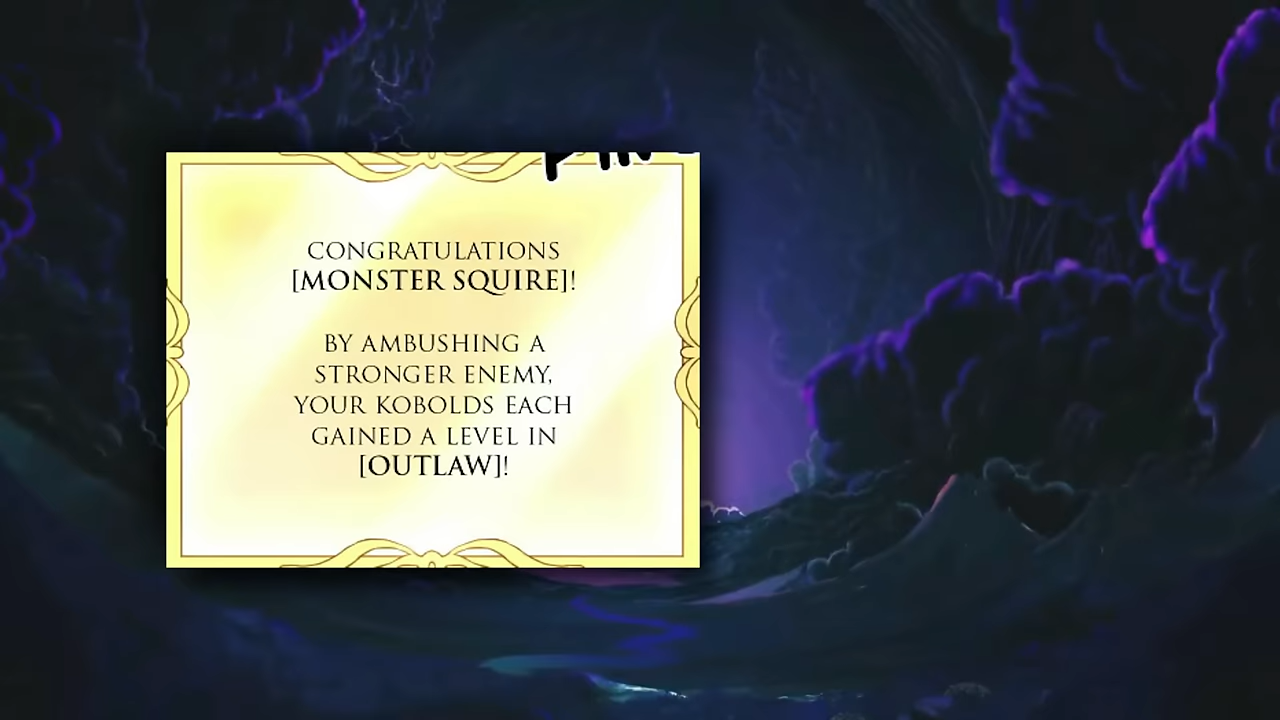 CONGRATULATIONS
[MONSTER SQUIRE]!
BY AMBUSHING A
STRONGER ENEMY,
YOUR KOBOLDS EACH
GAINED A LEVEL IN
[OUTLAW]!